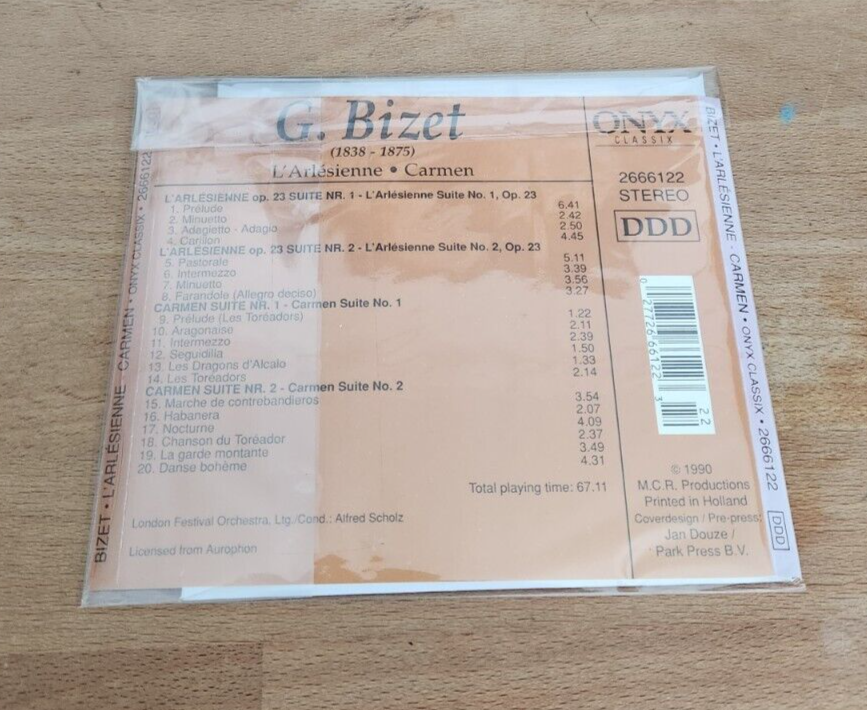 G. Bizet
(1838 - 1875)
L'Arlésienne • Carmen
L'ARLÉSIENNE op. 23 SUITE NR. 1 - L'Arlésienne Suite No. 1, Op. 23
1. Prélude 6.41
2. Minuetto 2.42
3. Adagietto - Adagio 2.50
4. Carillon 4.45
L'ARLÉSIENNE op. 23 SUITE NR. 2 - L'Arlésienne Suite No. 2, Op. 23
5. Pastorale 5.11
6. Intermezzo 3.39
7. Minuetto 3.56
8. Farandole (Allegro deciso) 3.27
CARMEN SUITE NR. 1 - Carmen Suite No. 1
9. Prélude (Les Toréadors) 1.22
10. Aragonaise 2.11
11. Intermezzo 2.39
12. Seguidilla 1.50
13. Les Dragons d'Alcalo 1.33
14. Les Toréadors 2.14
CARMEN SUITE NR. 2 - Carmen Suite No. 2
15. Marche de contrebandieros 3.54
16. Habanera 2.07
17. Nocturne 4.09
18. Chanson du Toréador 2.37
19. La garde montante 3.49
20. Danse bohème 4.31
Total playing time: 67.11
London Festival Orchestra, Ltg./Cond.: Alfred Scholz
Licensed from Aurophon
ONYX
CLASSIX
2666122
STEREO
DDD
0 27726 66122 3
22
© 1990
M.C.R. Productions
Printed in Holland
Coverdesign / Pre-press:
Jan Douze /
Park Press B.V.
BIZET • L'ARLÉSIENNE - CARMEN • ONYX CLASSIX • 2666122
BIZET • L'ARLÉSIENNE - CARMEN • ONYX CLASSIX • 2666122
DDD